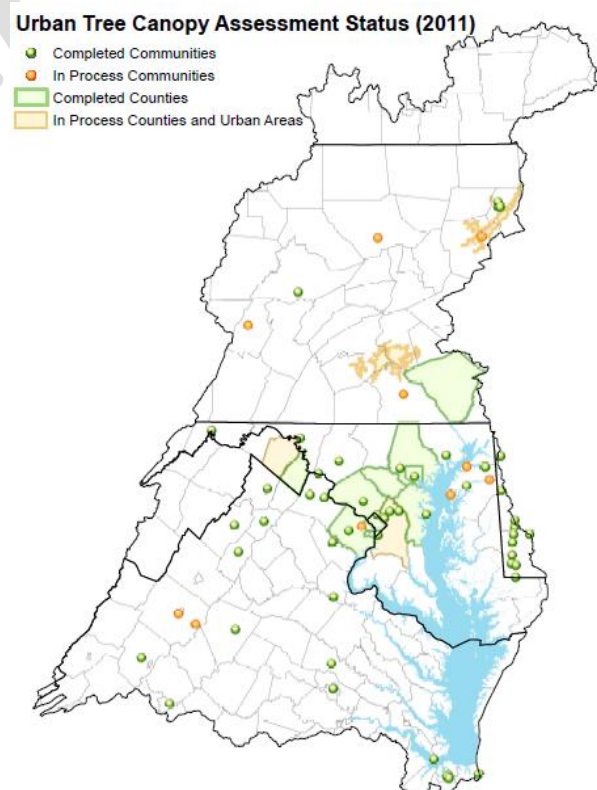 Urban Tree Canopy Assessment Status (2011)
Completed Communities
In Process Communities
Completed Counties
In Process Counties and Urban Areas